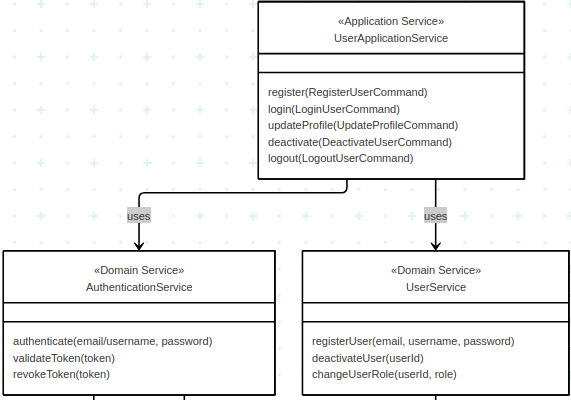 «Application Service»
UserApplicationService
register(RegisterUserCommand)
login(LoginUserCommand)
updateProfile(UpdateProfileCommand)
deactivate(DeactivateUserCommand)
logout(LogoutUserCommand)
uses
uses
«Domain Service»
AuthenticationService
authenticate(email/username, password)
validateToken(token)
revokeToken(token)
«Domain Service»
UserService
registerUser(email, username, password)
deactivateUser(userId)
changeUserRole(userId, role)